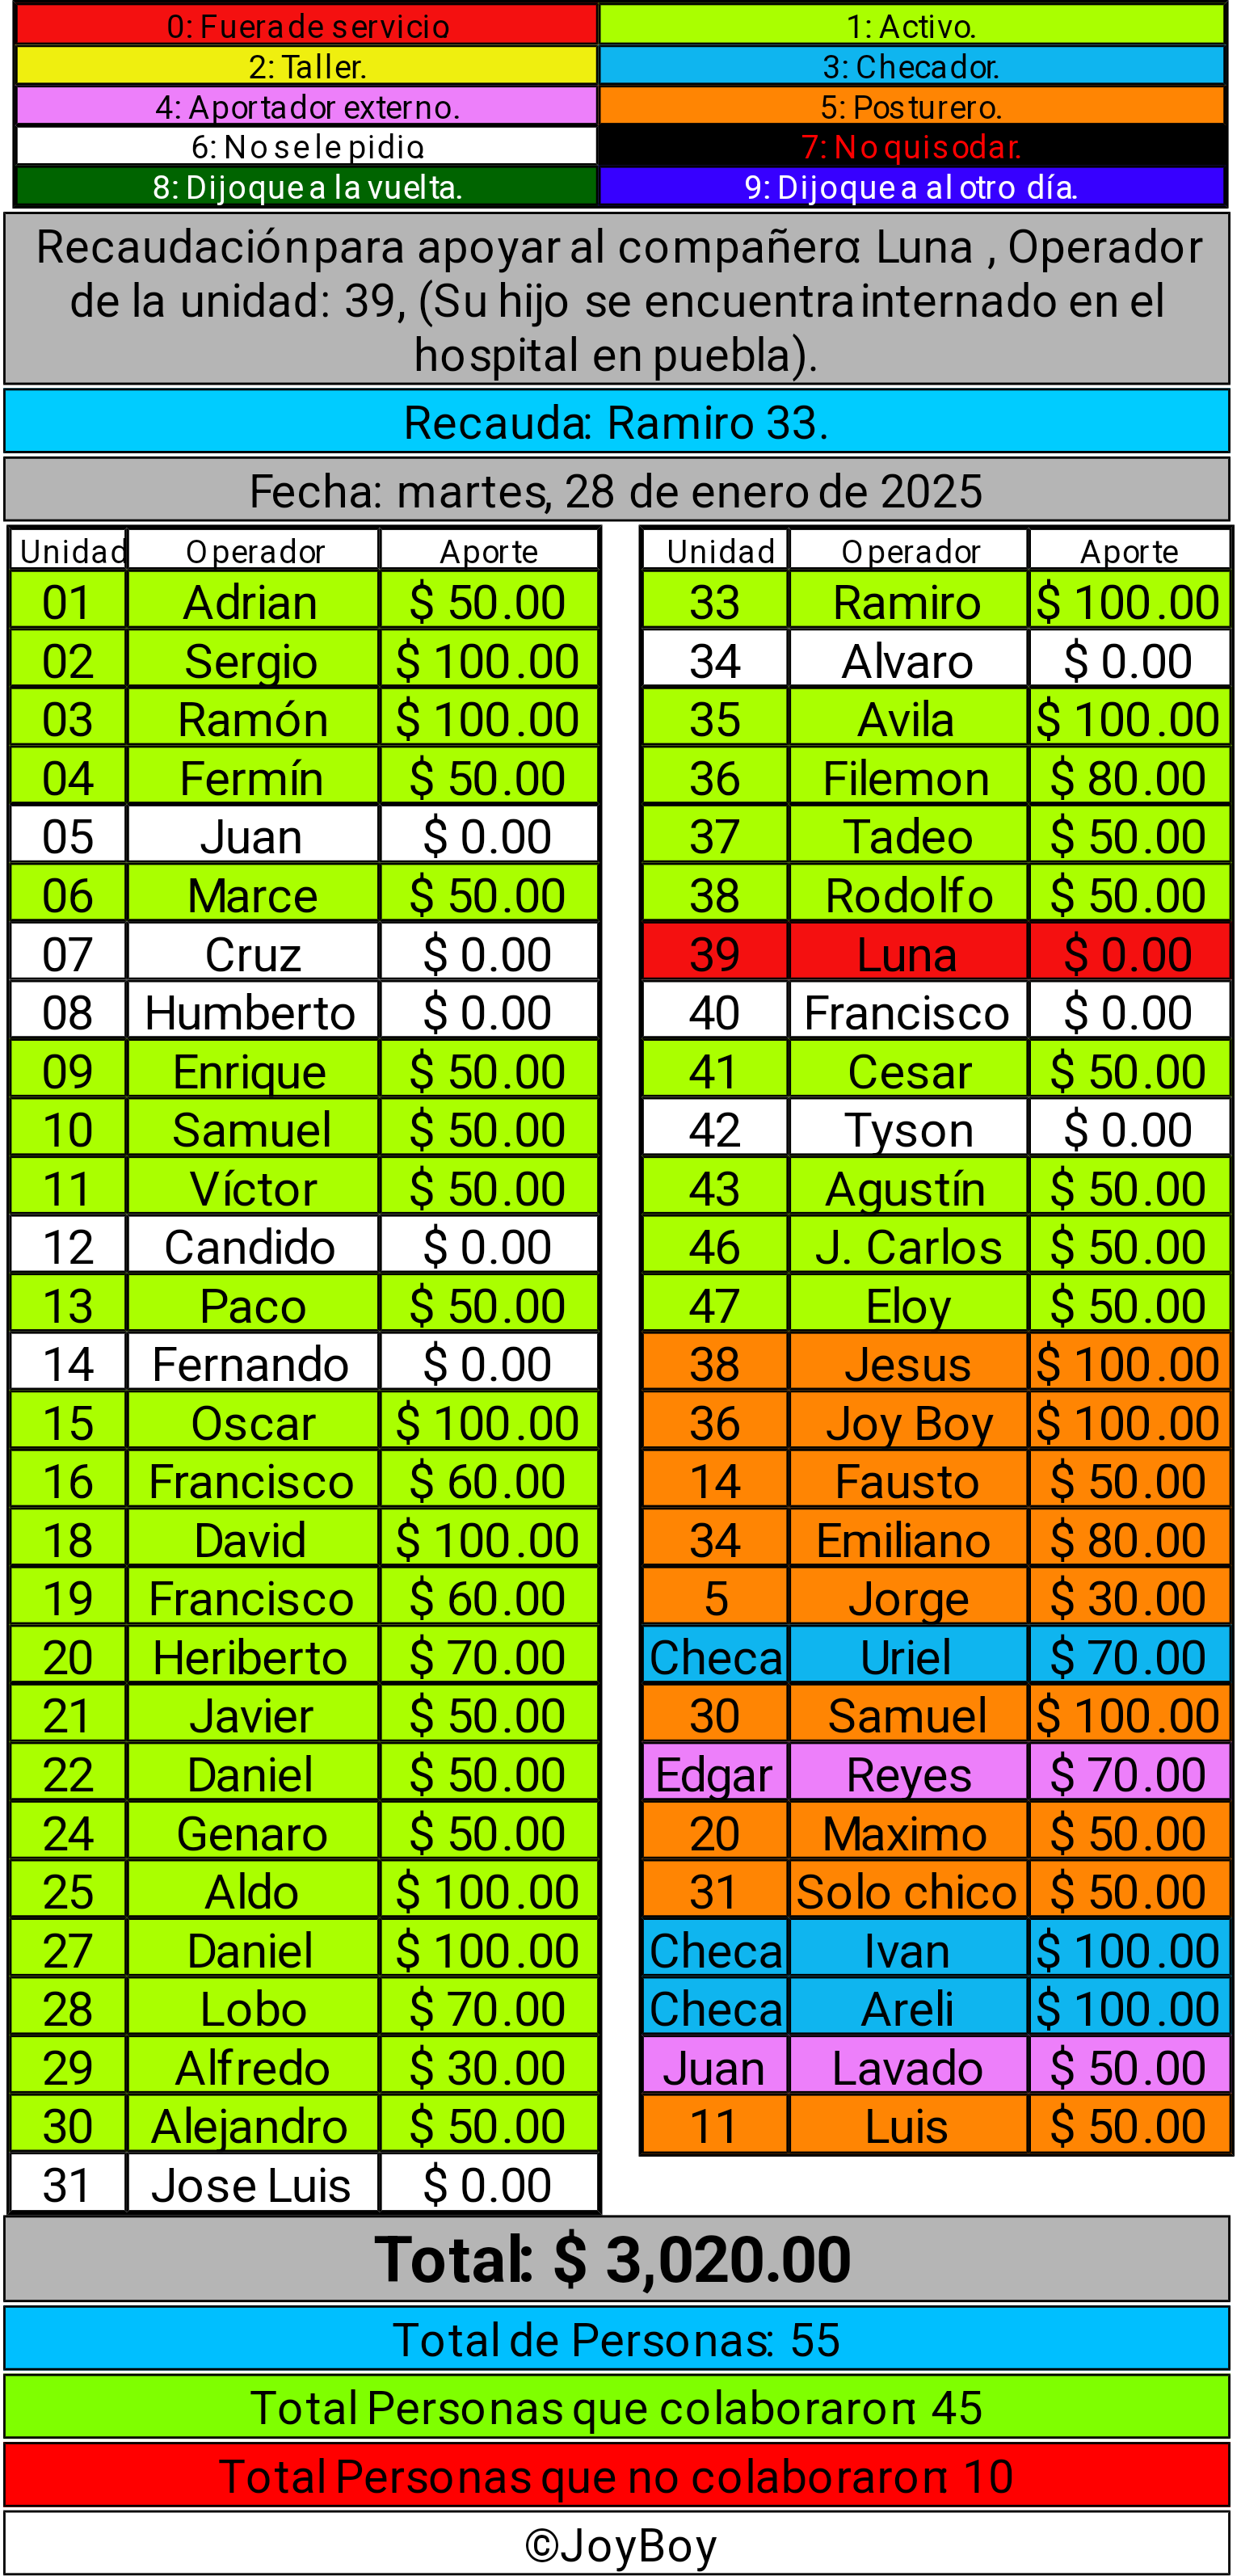 0: Fuera de servicio.
1: Activo.
2: Taller.
3: Checador.
4: Aportador externo.
5: Posturero.
6: No se le pidio.
7: No quiso dar.
8: Dijo que a la vuelta.
9: Dijo que a al otro día.
Recaudación para apoyar al compañero: Luna , Operador
de la unidad: 39, (Su hijo se encuentra internado en el
hospital en puebla).
Recauda: Ramiro 33.
Fecha: martes, 28 de enero de 2025
Unidad Operador Aporte
01 Adrian $ 50.00
02 Sergio $ 100.00
03 Ramón $ 100.00
04 Fermín $ 50.00
05 Juan $ 0.00
06 Marce $ 50.00
07 Cruz $ 0.00
08 Humberto $ 0.00
09 Enrique $ 50.00
10 Samuel $ 50.00
11 Víctor $ 50.00
12 Candido $ 0.00
13 Paco $ 50.00
14 Fernando $ 0.00
15 Oscar $ 100.00
16 Francisco $ 60.00
18 David $ 100.00
19 Francisco $ 60.00
20 Heriberto $ 70.00
21 Javier $ 50.00
22 Daniel $ 50.00
24 Genaro $ 50.00
25 Aldo $ 100.00
27 Daniel $ 100.00
28 Lobo $ 70.00
29 Alfredo $ 30.00
30 Alejandro $ 50.00
31 Jose Luis $ 0.00
Unidad Operador Aporte
33 Ramiro $ 100.00
34 Alvaro $ 0.00
35 Avila $ 100.00
36 Filemon $ 80.00
37 Tadeo $ 50.00
38 Rodolfo $ 50.00
39 Luna $ 0.00
40 Francisco $ 0.00
41 Cesar $ 50.00
42 Tyson $ 0.00
43 Agustín $ 50.00
46 J. Carlos $ 50.00
47 Eloy $ 50.00
38 Jesus $ 100.00
36 Joy Boy $ 100.00
14 Fausto $ 50.00
34 Emiliano $ 80.00
5 Jorge $ 30.00
Checa Uriel $ 70.00
30 Samuel $ 100.00
Edgar Reyes $ 70.00
20 Maximo $ 50.00
31 Solo chico $ 50.00
Checa Ivan $ 100.00
Checa Areli $ 100.00
Juan Lavado $ 50.00
11 Luis $ 50.00
Total: $ 3,020.00
Total de Personas: 55
Total Personas que colaboraron: 45
Total Personas que no colaboraron: 10
©JoyBoy